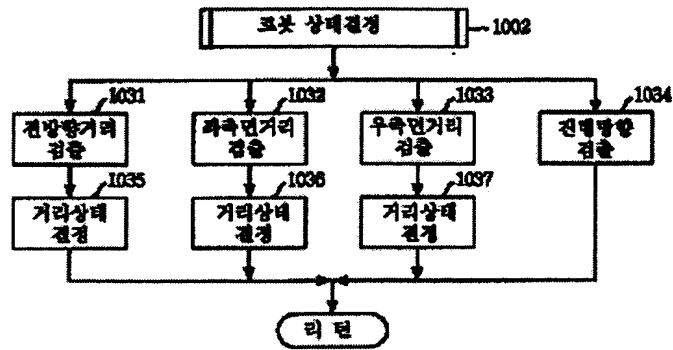 로봇 상태결정
1002
1031
1032
1033
1034
전방향거리
검출
좌측면거리
검출
우측면거리
검출
진행방향
검출
1035
1036
1037
거리상태
결정
거리상태
결정
거리상태
결정
리턴